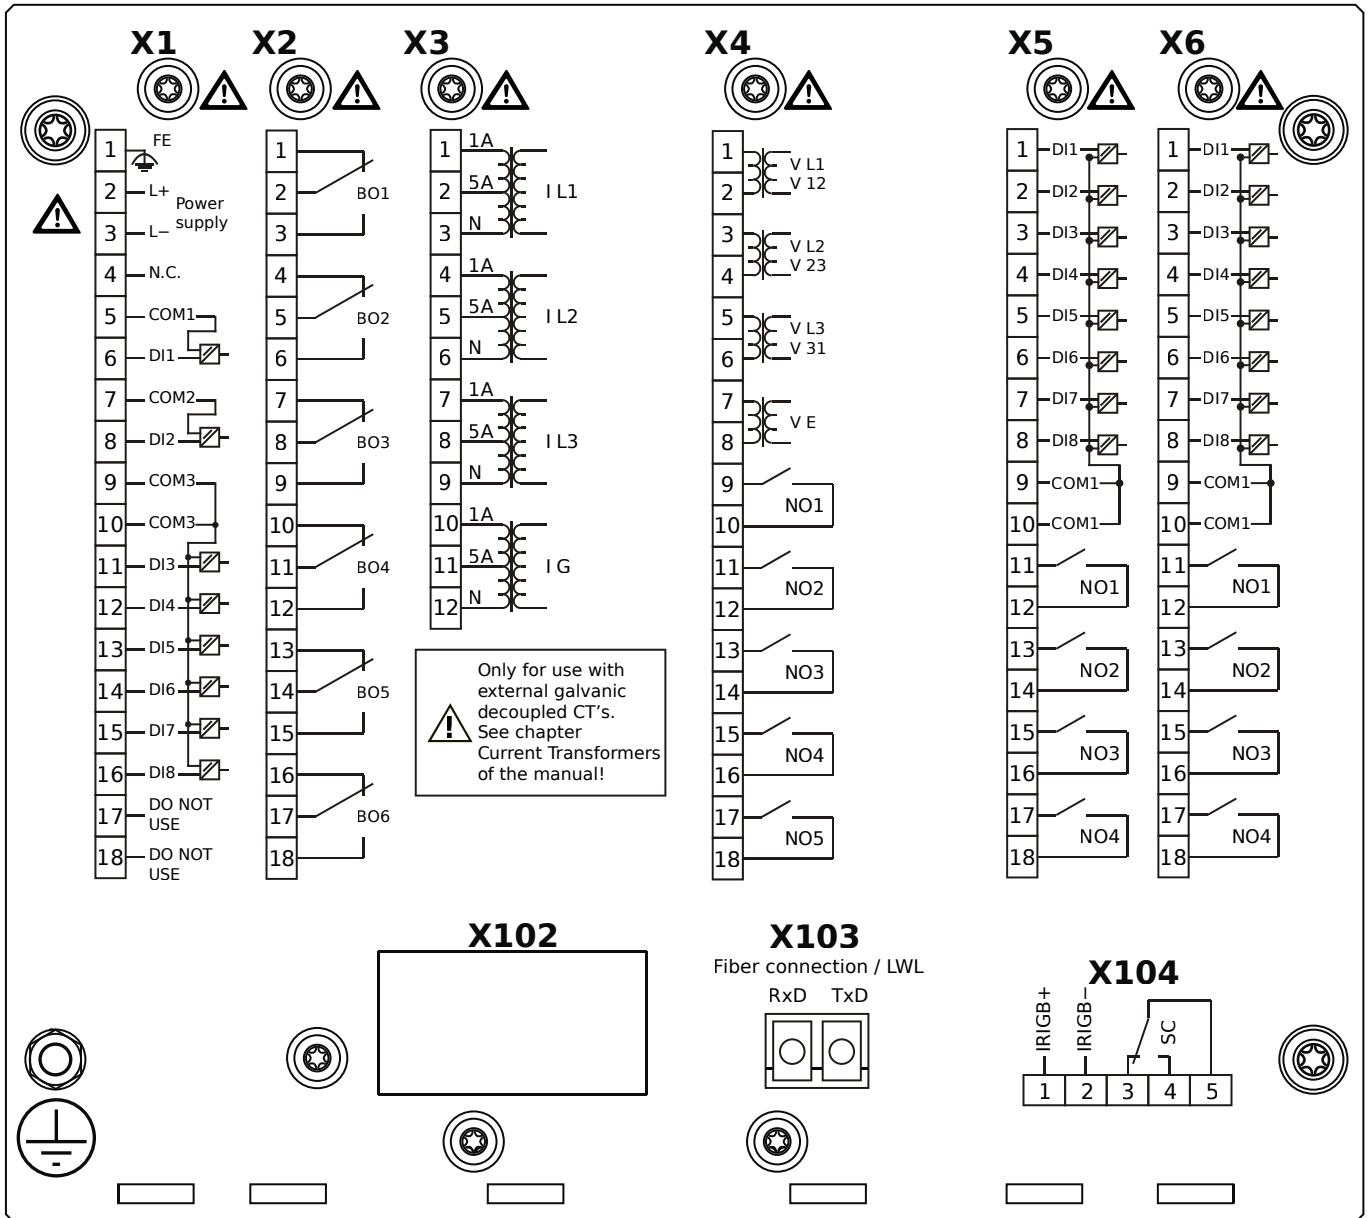 X1
X2
X3
X4
X5
X6
1
FE
2
L+
Power
supply
3
L−
4
N.C.
5
COM1
6
DI1
7
COM2
8
DI2
9
COM3
10
COM3
11
DI3
12
DI4
13
DI5
14
DI6
15
DI7
16
DI8
17
DO NOT
USE
18
DO NOT
USE
1
2
BO1
3
4
5
BO2
6
7
8
BO3
9
10
11
BO4
12
13
14
BO5
15
16
17
BO6
18
1
1A
2
5A
I L1
3
N
4
1A
5
5A
I L2
6
N
7
1A
8
5A
I L3
9
N
10
1A
11
5A
I G
12
N
Only for use with
external galvanic
decoupled CT's.
See chapter
Current Transformers
of the manual!
1
V L1
V 12
2
3
V L2
V 23
4
5
V L3
V 31
6
7
V E
8
9
NO1
10
11
NO2
12
13
NO3
14
15
NO4
16
17
NO5
18
1
DI1
2
DI2
3
DI3
4
DI4
5
DI5
6
DI6
7
DI7
8
DI8
9
COM1
10
COM1
11
NO1
12
13
NO2
14
15
NO3
16
17
NO4
18
1
DI1
2
DI2
3
DI3
4
DI4
5
DI5
6
DI6
7
DI7
8
DI8
9
COM1
10
COM1
11
NO1
12
13
NO2
14
15
NO3
16
17
NO4
18
X102
X103
Fiber connection / LWL
RxD TxD
X104
IRIGB+
IRIGB−
SC
1 2 3 4 5